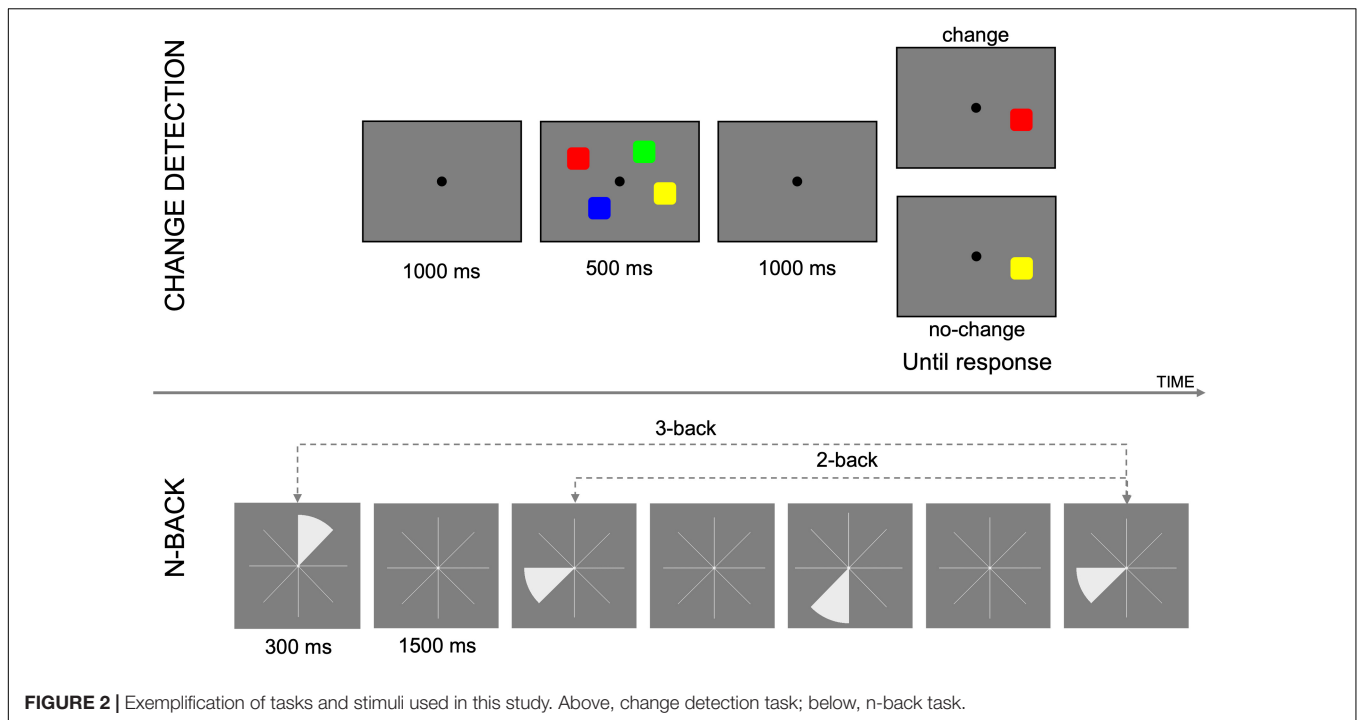 CHANGE DETECTION
change
1000 ms
500 ms
1000 ms
no-change
Until response
TIME
3-back
2-back
N-BACK
300 ms
1500 ms
FIGURE 2 | Exemplification of tasks and stimuli used in this study. Above, change detection task; below, n-back task.